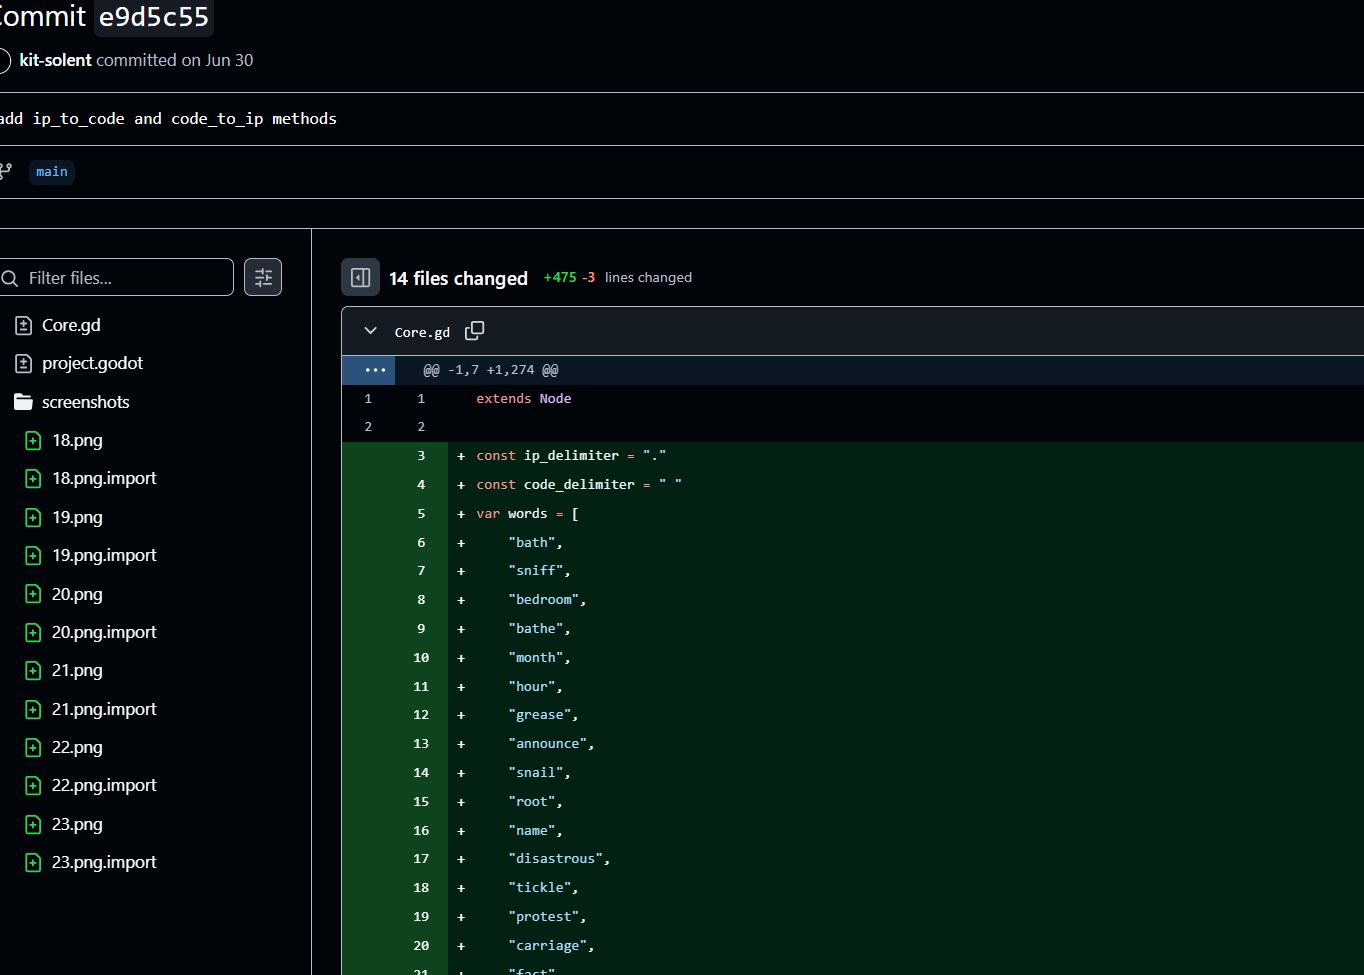 Commit e9d5c55
kit-solent committed on Jun 30
add ip_to_code and code_to_ip methods
main
Filter files...
Core.gd
project.godot
screenshots
18.png
18.png.import
19.png
19.png.import
20.png
20.png.import
21.png
21.png.import
22.png
22.png.import
23.png
23.png.import
14 files changed +475 -3 lines changed
Core.gd
@@ -1,7 +1,274 @@
1 1 extends Node
2 2
3 + const ip_delimiter = "."
4 + const code_delimiter = " "
5 + var words = [
6 + "bath",
7 + "sniff",
8 + "bedroom",
9 + "bathe",
10 + "month",
11 + "hour",
12 + "grease",
13 + "announce",
14 + "snail",
15 + "root",
16 + "name",
17 + "disastrous",
18 + "tickle",
19 + "protest",
20 + "carriage",
21 + "fact"